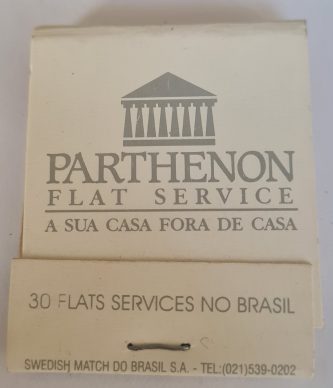 PARTHENON
FLAT SERVICE
A SUA CASA FORA DE CASA
30 FLATS SERVICES NO BRASIL
SWEDISH MATCH DO BRASIL S.A. - TEL:(021)539-0202